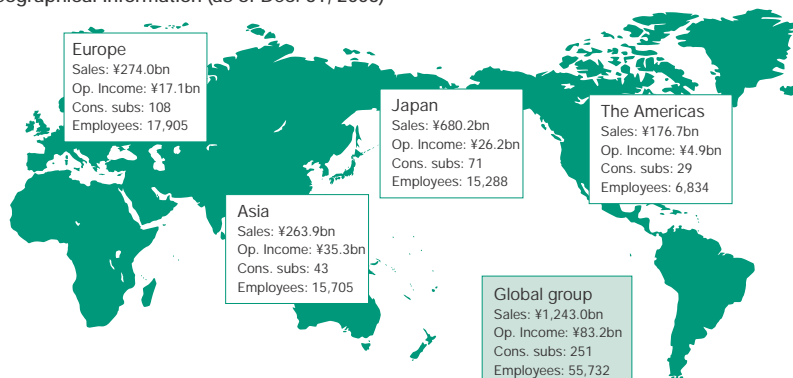 Europe
Sales: ¥274.0bn
Op. Income: ¥17.1bn
Cons. subs: 108
Employees: 17,905
Japan
Sales: ¥680.2bn
Op. Income: ¥26.2bn
Cons. subs: 71
Employees: 15,288
The Americas
Sales: ¥176.7bn
Op. Income: ¥4.9bn
Cons. subs: 29
Employees: 6,834
Asia
Sales: ¥263.9bn
Op. Income: ¥35.3bn
Cons. subs: 43
Employees: 15,705
Global group
Sales: ¥1,243.0bn
Op. Income: ¥83.2bn
Cons. subs: 251
Employees: 55,732